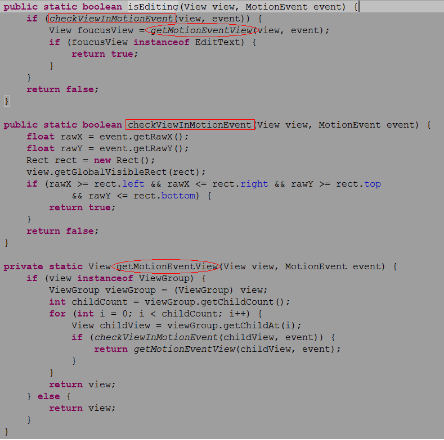 public static boolean isEditing(View view, MotionEvent event) {
if (checkViewInMotionEvent(view, event)) {
View foucusView = getMotionEventView(view, event);
if (foucusView instanceof EditText) {
return true;
}
}
return false;
}
public static boolean checkViewInMotionEvent(View view, MotionEvent event) {
float rawX = event.getRawX();
float rawY = event.getRawY();
Rect rect = new Rect();
view.getGlobalVisibleRect(rect);
if (rawX >= rect.left && rawX <= rect.right && rawY >= rect.top
&& rawY <= rect.bottom) {
return true;
}
return false;
}
private static View getMotionEventView(View view, MotionEvent event) {
if (view instanceof ViewGroup) {
ViewGroup viewGroup = (ViewGroup) view;
int childCount = viewGroup.getChildCount();
for (int i = 0; i < childCount; i++) {
View childView = viewGroup.getChildAt(i);
if (checkViewInMotionEvent(childView, event)) {
return getMotionEventView(childView, event);
}
}
return view;
} else {
return view;
}
}